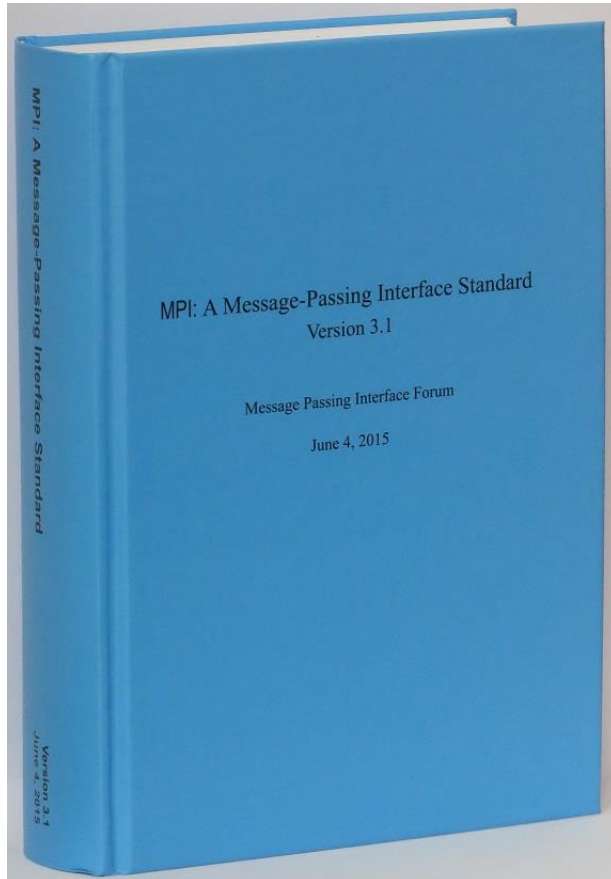 MPI: A Message-Passing Interface Standard
Version 3.1
June 4, 2015
MPI: A Message-Passing Interface Standard
Version 3.1
Message Passing Interface Forum
June 4, 2015